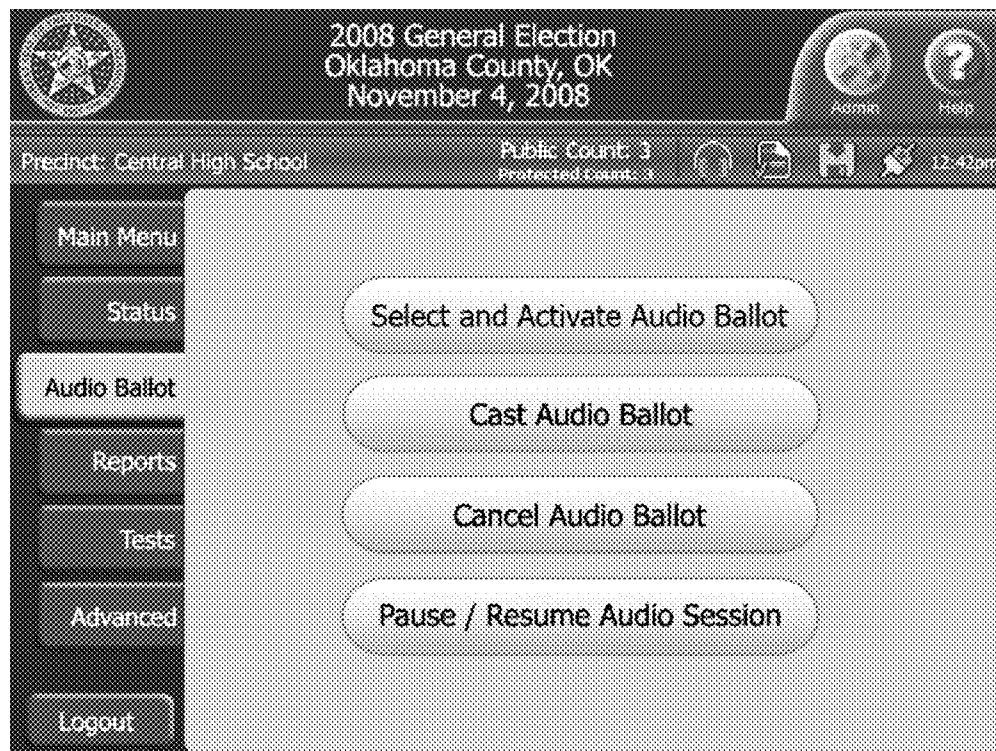 2008 General Election
Oklahoma County, OK
November 4, 2008
Admin
Help
Precinct: Central High School
Public Count: 3
Protected Count: 1
12:42pm
Main Menu
Status
Audio Ballot
Reports
Tests
Advanced
Logout
Select and Activate Audio Ballot
Cast Audio Ballot
Cancel Audio Ballot
Pause / Resume Audio Session